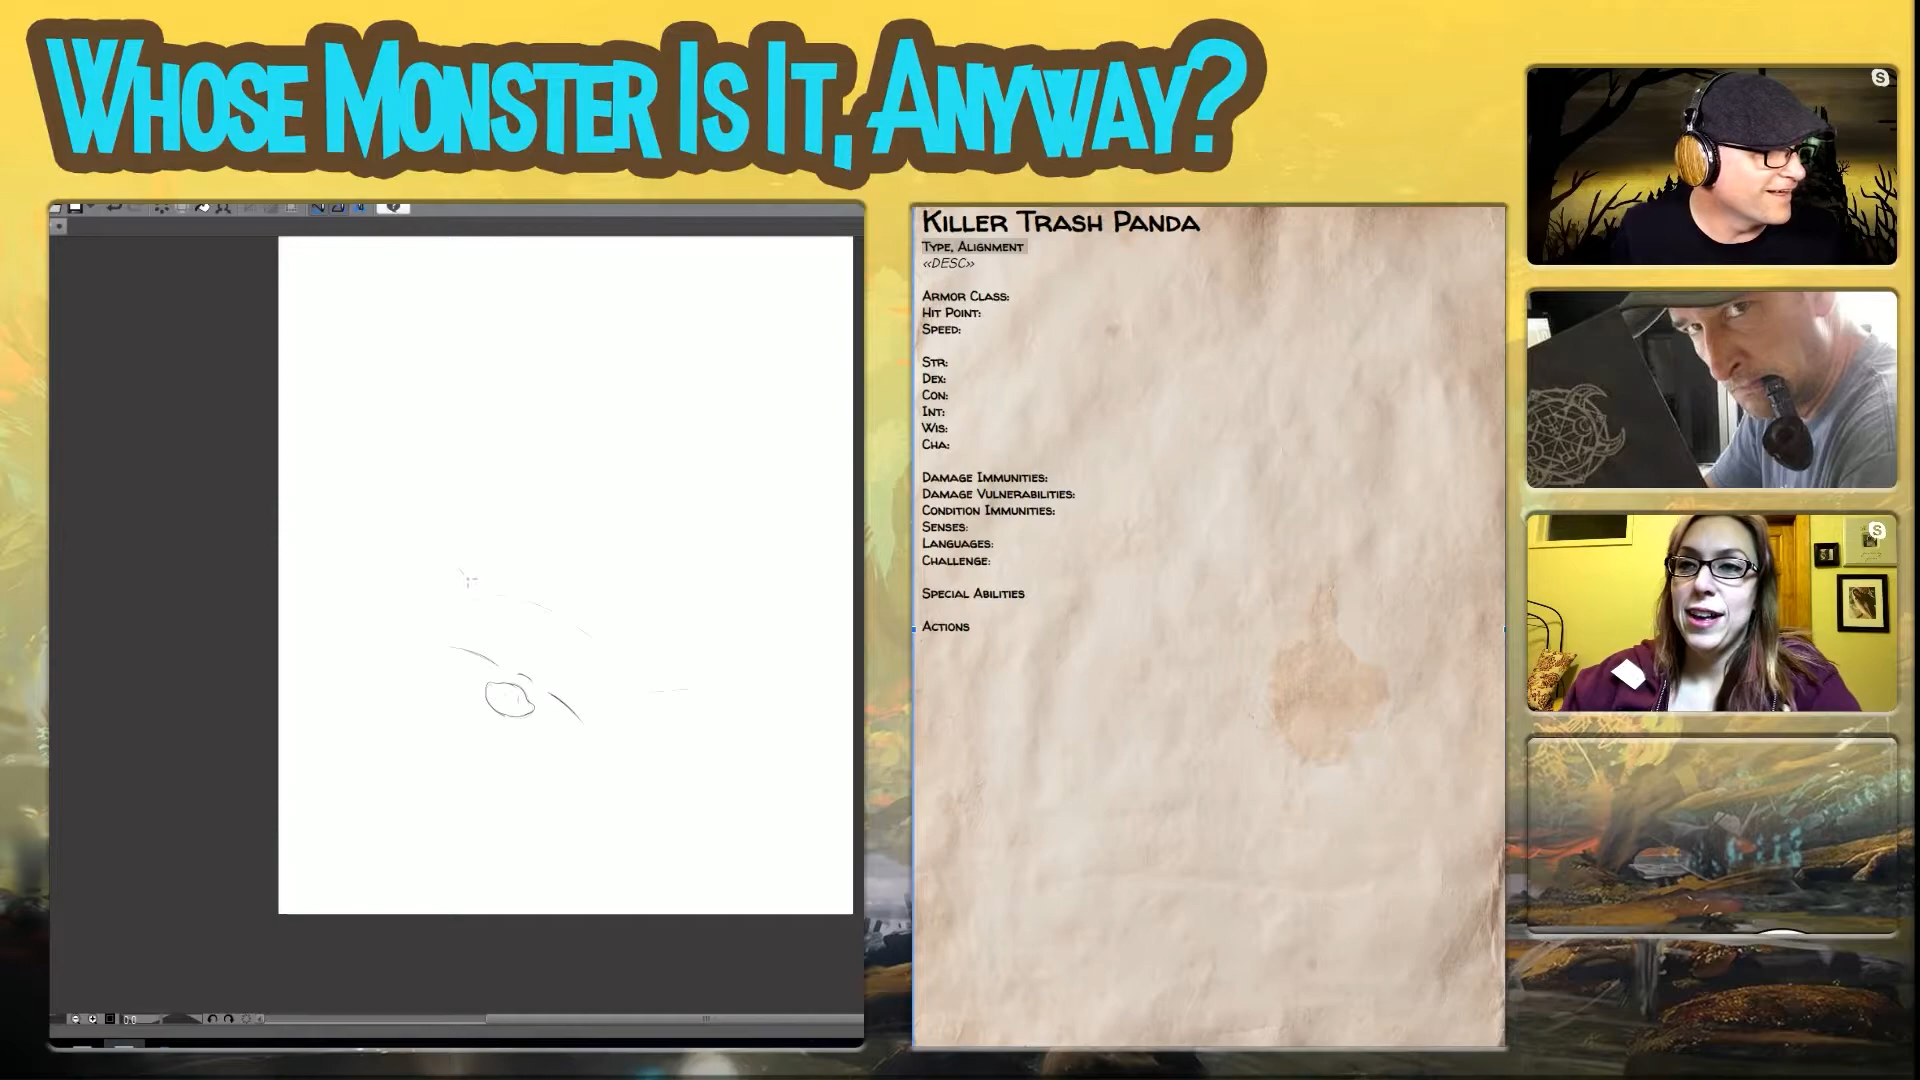 Whose Monster Is It, Anyway?
Killer Trash Panda
Type, Alignment
«DESC»
Armor Class:
Hit Point:
Speed:
Str:
Dex:
Con:
Int:
Wis:
Cha:
Damage Immunities:
Damage Vulnerabilities:
Condition Immunities:
Senses:
Languages:
Challenge:
Special Abilities
Actions